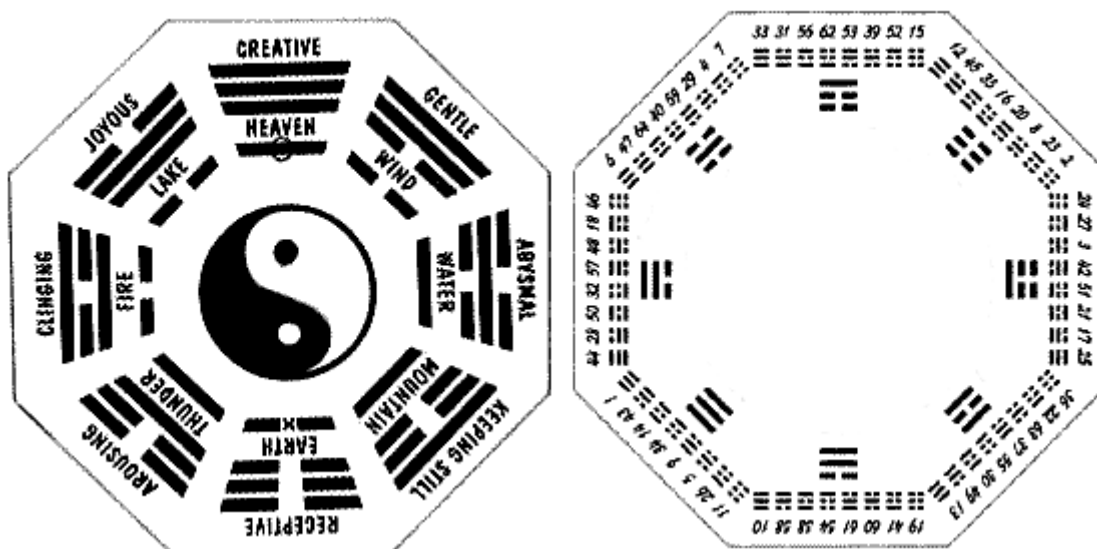 CREATIVE
HEAVEN
GENTLE
WIND
ABYSMAL
WATER
KEEPING STILL
MOUNTAIN
RECEPTIVE
EARTH
AROUSING
THUNDER
CLINGING
FIRE
JOYOUS
LAKE
33 31 56 62 53 39 52 15
12 45 35 16 20 8 23 2
24 27 3 42 51 21 17 25
36 22 63 37 55 30 49 13
19 41 60 61 54 38 58 10
11 26 5 9 34 14 43 1
44 28 50 32 57 48 18 46
6 47 64 40 59 29 4 7